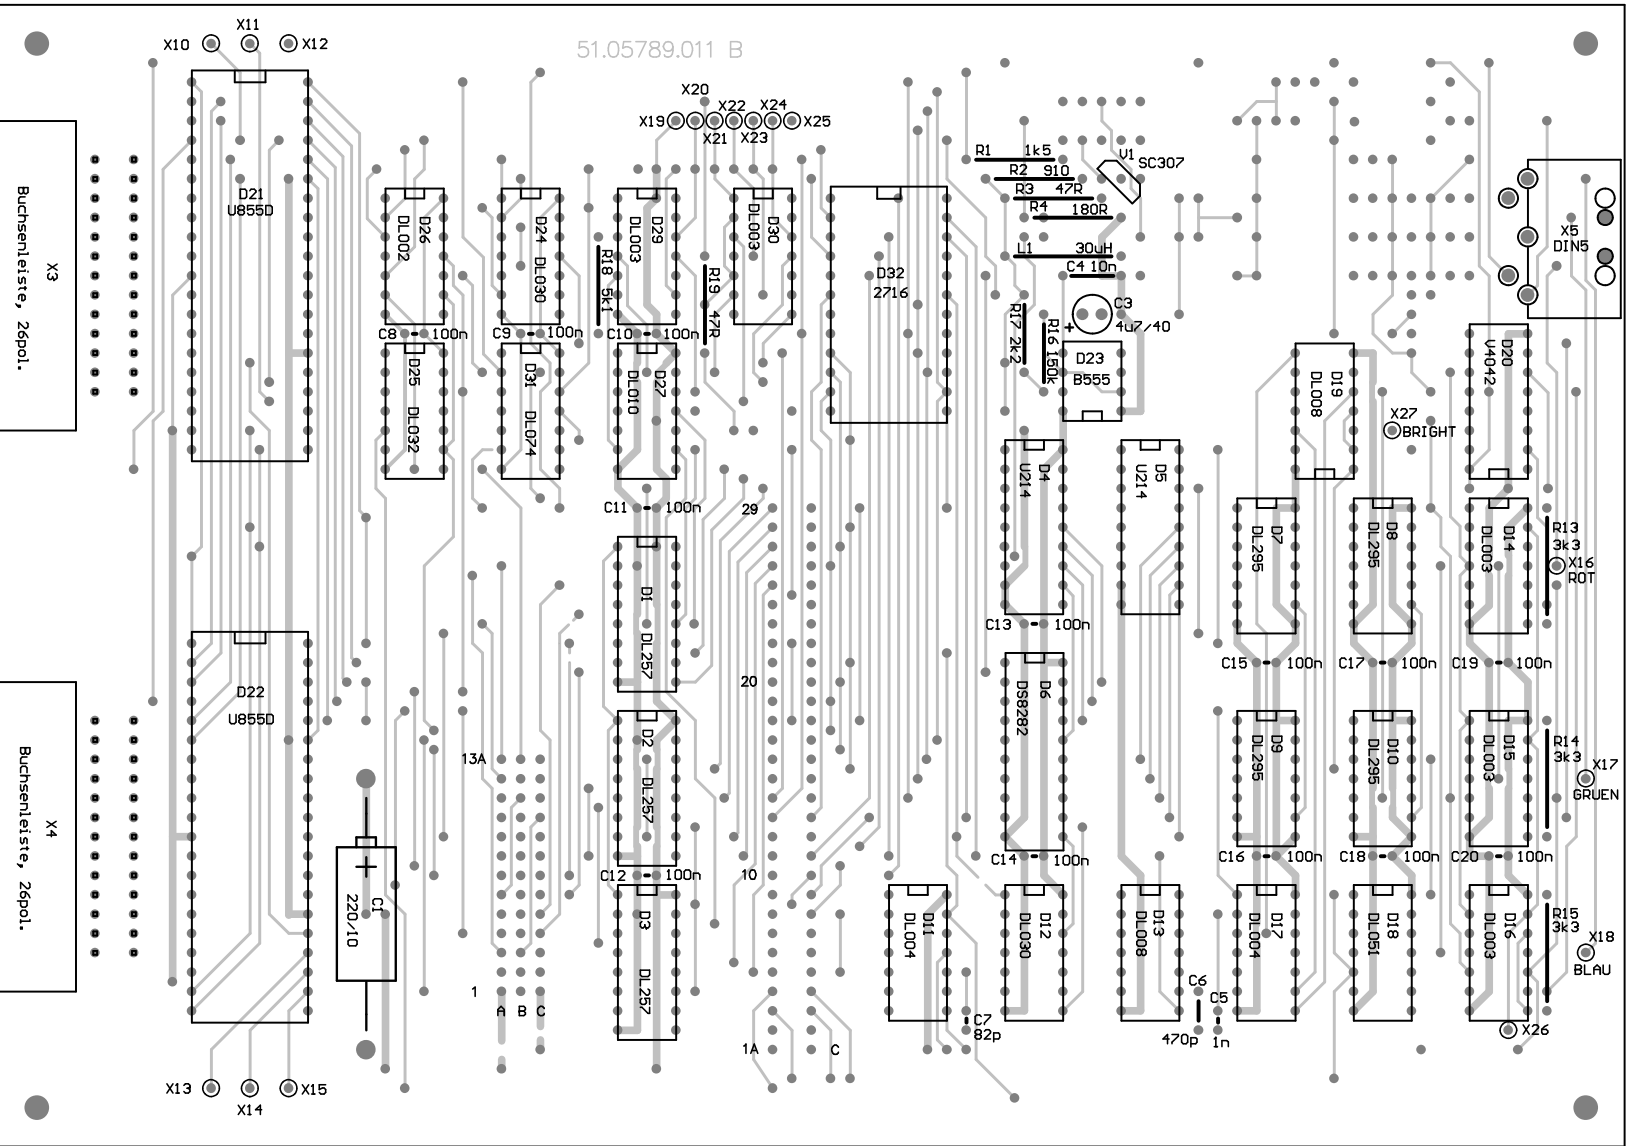 51.05789.011 B
X10
X11
X12
X20
X22
X24
X19
X21
X23
X25
D21
U855D
D26
DL002
D24
DL030
D29
DL003
D30
DL003
D32
2716
R1 1k5
R2 910
R3 47R
R4 180R
V1
SC307
L1 30uH
C4 10n
C3
4u7/40
+
R18 5k1
R19 47R
R17 2k2
R16 150k
D23
B555
X5
DIN5
X3
Buchsenleiste, 26pol.
C8 100n
C9 100n
C10 100n
D25
DL032
D31
DL074
D27
DL010
D19
DL008
D20
V4042
X27
BRIGHT
C11 100n
29
D4
U214
D5
U214
D7
DL295
D8
DL295
D14
DL003
R13
3k3
X16
ROT
D1
DL257
C13 100n
C15 100n
C17 100n
C19 100n
D22
U855D
20
D6
DS8282
D2
DL257
13A
D9
DL295
D10
DL295
D15
DL003
R14
3k3
X17
GRUEN
X4
Buchsenleiste, 26pol.
C1
220/10
+
C12 100n
10
C14 100n
C16 100n
C18 100n
C20 100n
D3
DL257
D11
DL004
D12
DL030
D13
DL008
D17
DL004
D18
DL051
D16
DL003
R15
3k3
X18
BLAU
1
A B C
C6
470p
C5
1n
C7
82p
1A
C
X26
X13
X14
X15